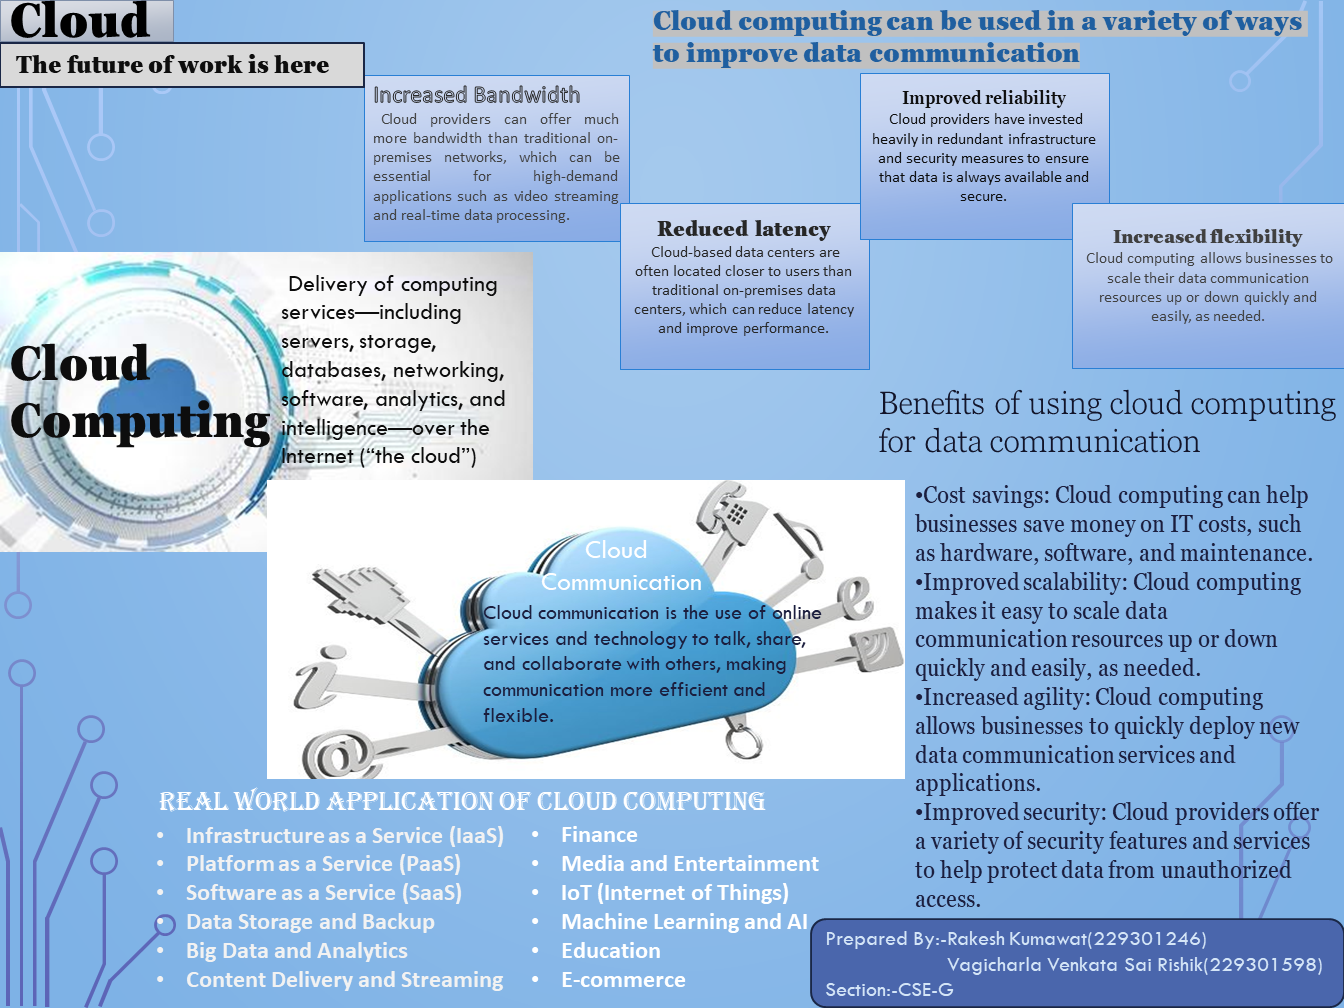 Cloud
The future of work is here
Cloud computing can be used in a variety of ways
to improve data communication
Increased Bandwidth
Cloud providers can offer much
more bandwidth than traditional on-
premises networks, which can be
essential for high-demand
applications such as video streaming
and real-time data processing.
Reduced latency
Cloud-based data centers are
often located closer to users than
traditional on-premises data
centers, which can reduce latency
and improve performance.
Improved reliability
Cloud providers have invested
heavily in redundant infrastructure
and security measures to ensure
that data is always available and
secure.
Increased flexibility
Cloud computing allows businesses to
scale their data communication
resources up or down quickly and
easily, as needed.
Cloud
Computing
Delivery of computing
services—including
servers, storage,
databases, networking,
software, analytics, and
intelligence—over the
Internet (“the cloud”)
Cloud
Communication
Cloud communication is the use of online
services and technology to talk, share,
and collaborate with others, making
communication more efficient and
flexible.
Benefits of using cloud computing
for data communication
•Cost savings: Cloud computing can help
businesses save money on IT costs, such
as hardware, software, and maintenance.
•Improved scalability: Cloud computing
makes it easy to scale data
communication resources up or down
quickly and easily, as needed.
•Increased agility: Cloud computing
allows businesses to quickly deploy new
data communication services and
applications.
•Improved security: Cloud providers offer
a variety of security features and services
to help protect data from unauthorized
access.
REAL WORLD APPLICATION OF CLOUD COMPUTING
• Infrastructure as a Service (IaaS)
• Platform as a Service (PaaS)
• Software as a Service (SaaS)
• Data Storage and Backup
• Big Data and Analytics
• Content Delivery and Streaming
• Finance
• Media and Entertainment
• IoT (Internet of Things)
• Machine Learning and AI
• Education
• E-commerce
Prepared By:-Rakesh Kumawat(229301246)
Vagicharla Venkata Sai Rishik(229301598)
Section:-CSE-G